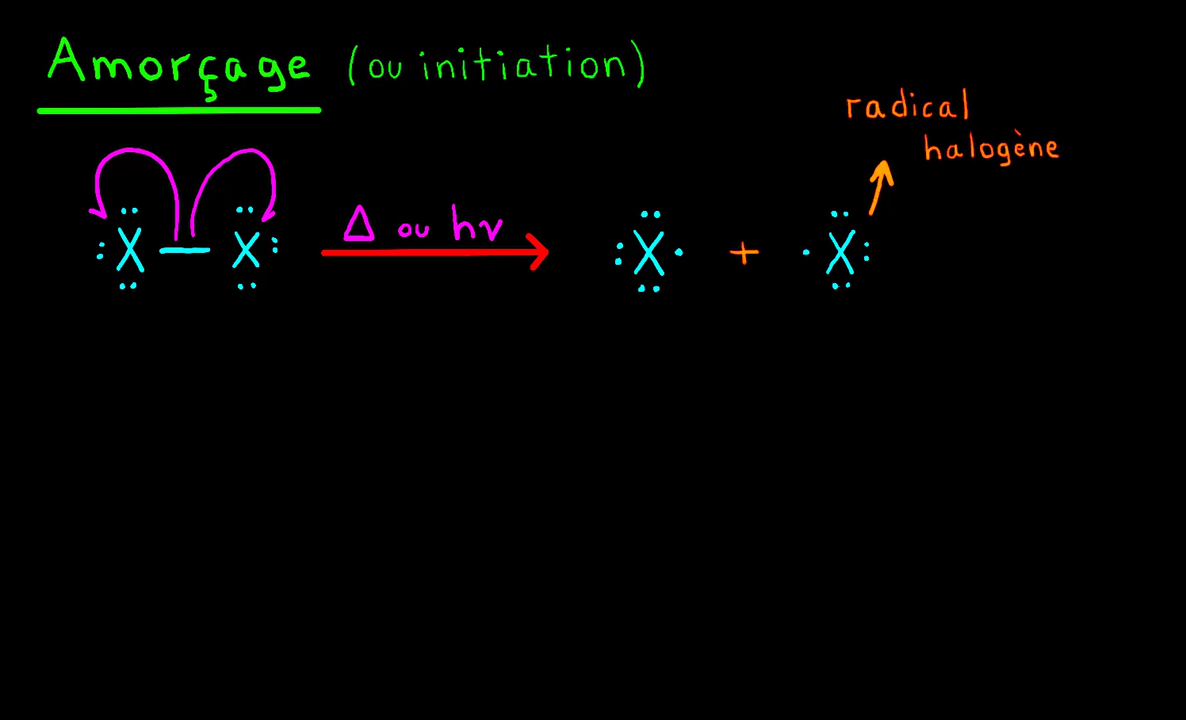 Amorçage (ou initiation)
radical
halogène
X — X Δ ou hν X· + ·X